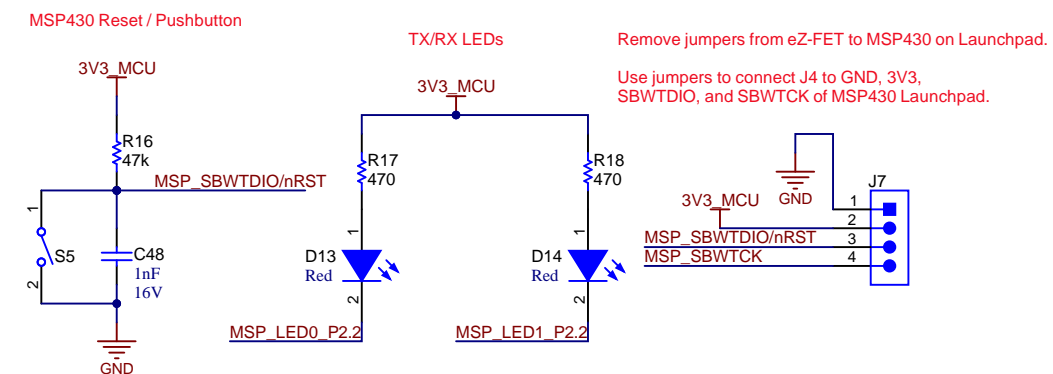 MSP430 Reset / Pushbutton
3V3_MCU
R16
47k
MSP_SBWTDIO/nRST
1
S5
2
C48
1nF
16V
GND
TX/RX LEDs
3V3_MCU
R17
470
R18
470
1
D13
Red
2
1
D14
Red
2
MSP_LED0_P2.2
MSP_LED1_P2.2
Remove jumpers from eZ-FET to MSP430 on Launchpad.
Use jumpers to connect J4 to GND, 3V3,
SBWTDIO, and SBWTCK of MSP430 Launchpad.
GND
J7
3V3_MCU
1
2
MSP_SBWTDIO/nRST
3
MSP_SBWTCK
4